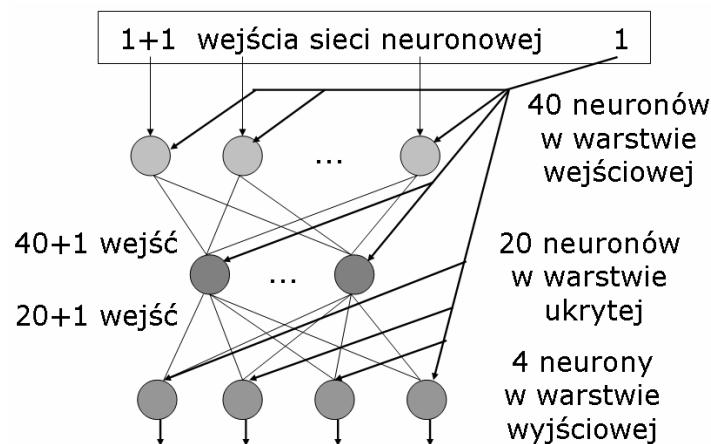 1+1 wejścia sieci neuronowej 1
40 neuronów
w warstwie
wejściowej
...
40+1 wejść
20 neuronów
w warstwie
ukrytej
...
20+1 wejść
4 neurony
w warstwie
wyjściowej